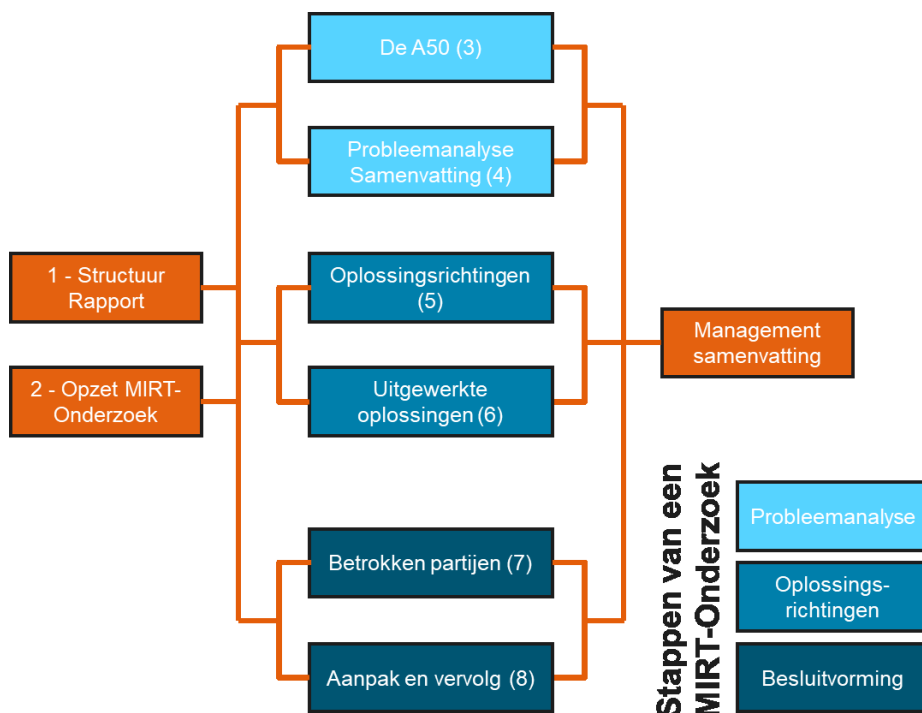 De A50 (3)
Probleemanalyse
Samenvatting (4)
1 - Structuur
Rapport
2 - Opzet MIRT-
Onderzoek
Oplossingsrichtingen
(5)
Uitgewerkte
oplossingen (6)
Management
samenvatting
Betrokken partijen (7)
Aanpak en vervolg (8)
Stappen van een
MIRT-Onderzoek
Probleemanalyse
Oplossings-
richtingen
Besluitvorming